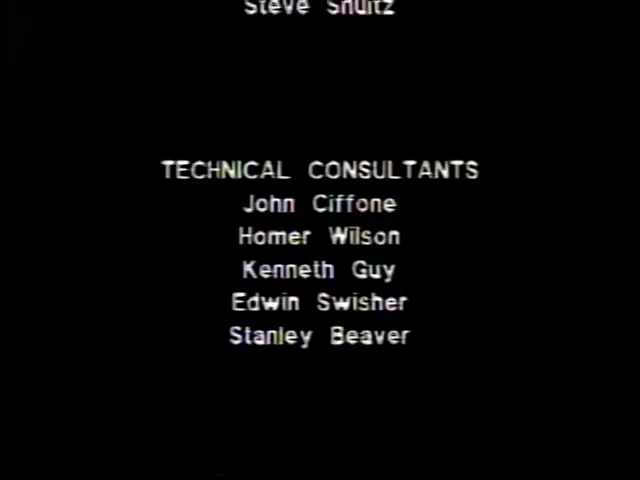 Steve Shultz
TECHNICAL CONSULTANTS
John Ciffone
Homer Wilson
Kenneth Guy
Edwin Swisher
Stanley Beaver